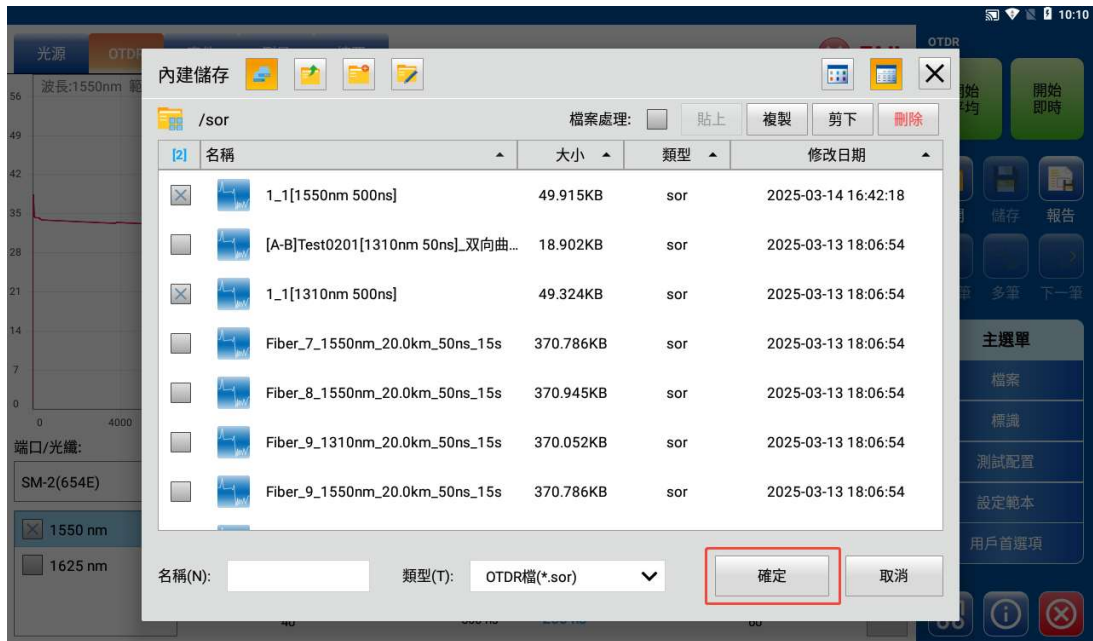 10:10
光源 OTDR
OTDR
波長:1550nm
56
49
42
35
28
21
14
7
0
0 4000
端口/光纖:
SM-2(654E)
1550 nm
1625 nm
內建儲存
/sor 檔案處理: 貼上 複製 剪下 刪除
[2] 名稱 大小 類型 修改日期
1_1[1550nm 500ns] 49.915KB sor 2025-03-14 16:42:18
[A-B]Test0201[1310nm 50ns]_双向曲... 18.902KB sor 2025-03-13 18:06:54
1_1[1310nm 500ns] 49.324KB sor 2025-03-13 18:06:54
Fiber_7_1550nm_20.0km_50ns_15s 370.786KB sor 2025-03-13 18:06:54
Fiber_8_1550nm_20.0km_50ns_15s 370.945KB sor 2025-03-13 18:06:54
Fiber_9_1310nm_20.0km_50ns_15s 370.052KB sor 2025-03-13 18:06:54
Fiber_9_1550nm_20.0km_50ns_15s 370.786KB sor 2025-03-13 18:06:54
名稱(N): 類型(T): OTDR檔(*.sor) 確定 取消
開始
即時
儲存 報告
多筆 下一筆
主選單
檔案
標識
測試配置
設定範本
用戶首選項